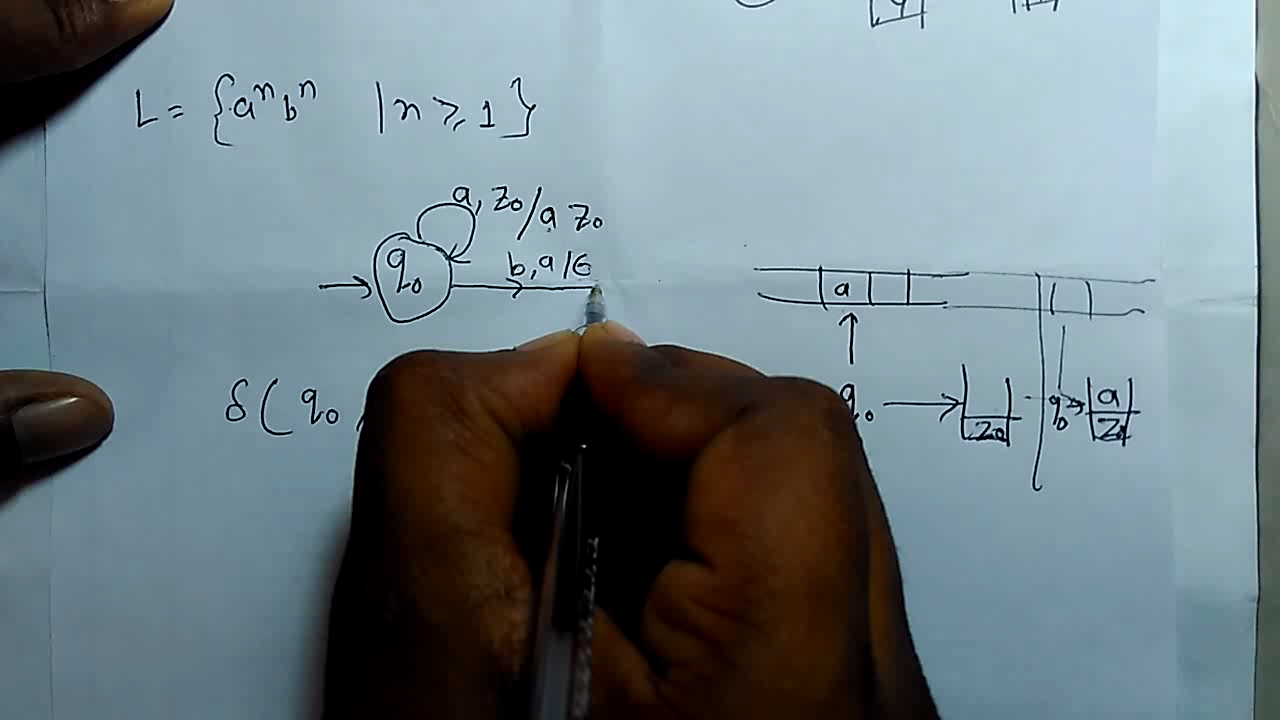 L = {aⁿbⁿ | n ≥ 1}
a, z₀/a z₀
q₀
b, a/ε
a
δ( q₀
q₀
z₀
q₀
a
z₀